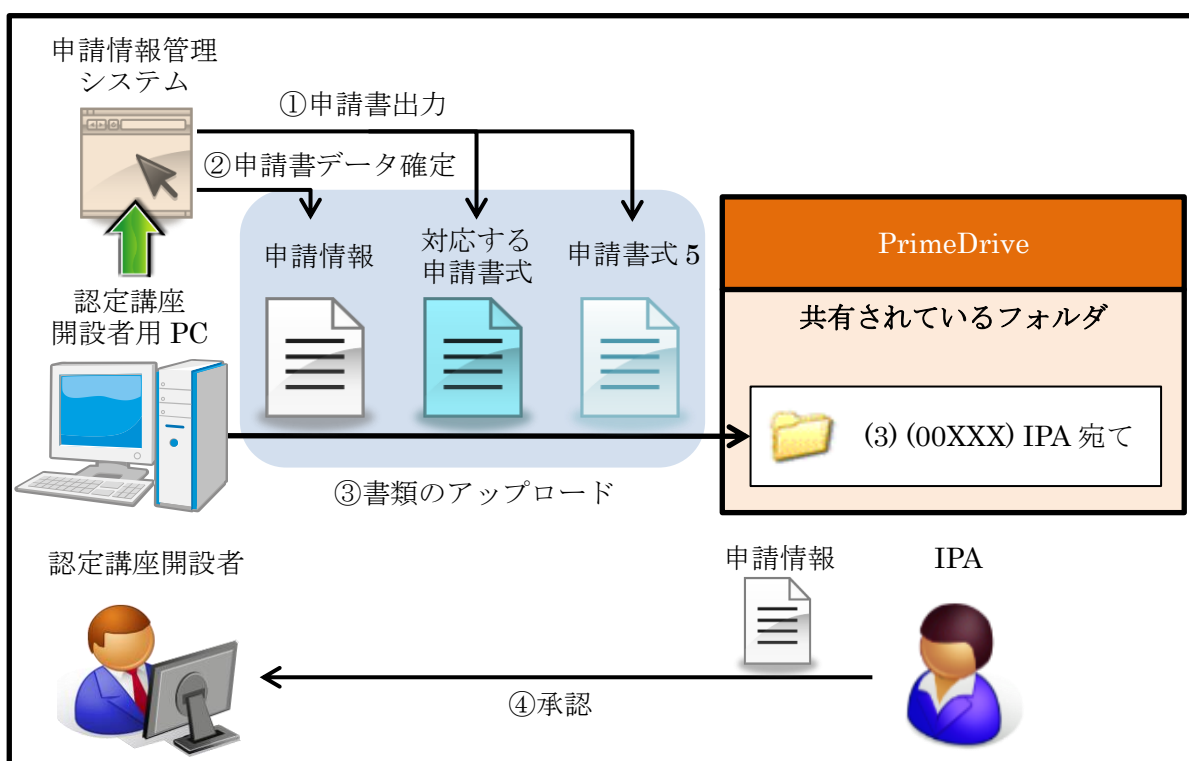 申請情報管理
システム
①申請書出力
②申請書データ確定
申請情報
対応する
申請書式
申請書式 5
PrimeDrive
共有されているフォルダ
認定講座
開設者用 PC
(3) (00XXX) IPA 宛て
③書類のアップロード
認定講座開設者
申請情報
IPA
④承認